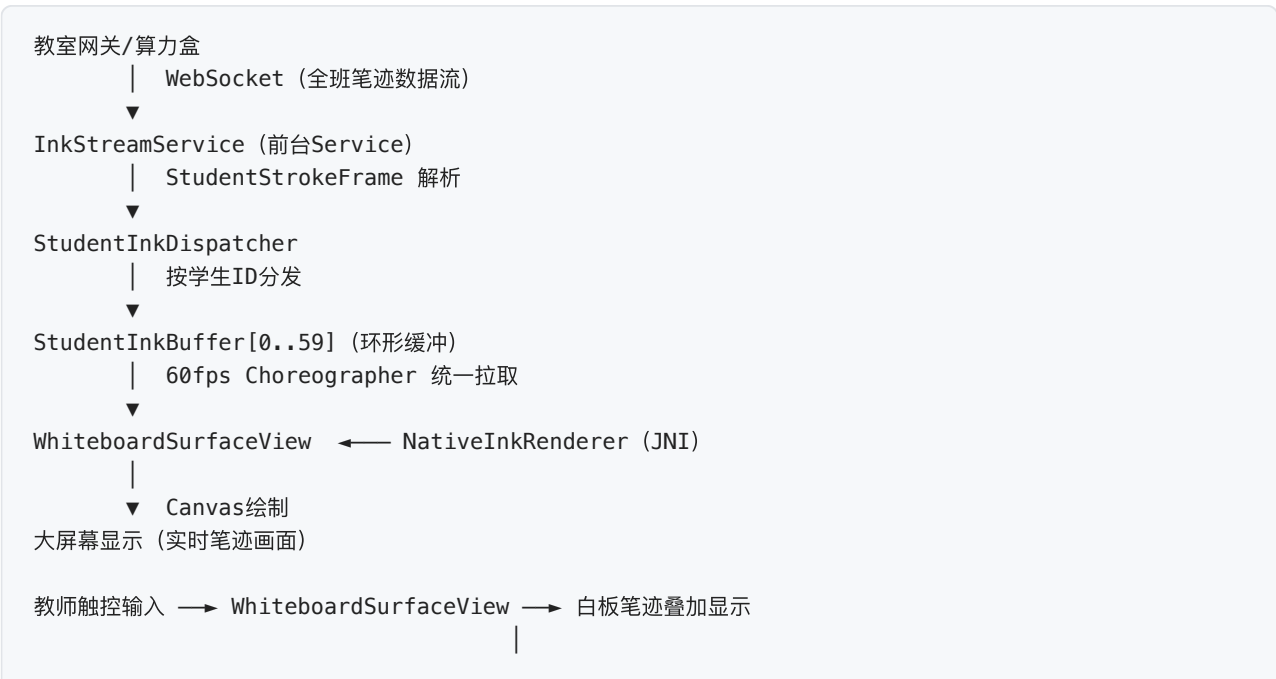 教室网关/算力盒
│ WebSocket（全班笔迹数据流）
▼
InkStreamService（前台Service）
│ StudentStrokeFrame 解析
▼
StudentInkDispatcher
│ 按学生ID分发
▼
StudentInkBuffer[0..59]（环形缓冲）
│ 60fps Choreographer 统一拉取
▼
WhiteboardSurfaceView ◄── NativeInkRenderer（JNI）
│
▼ Canvas绘制
大屏幕显示（实时笔迹画面）
教师触控输入 ──► WhiteboardSurfaceView ──► 白板笔迹叠加显示
│